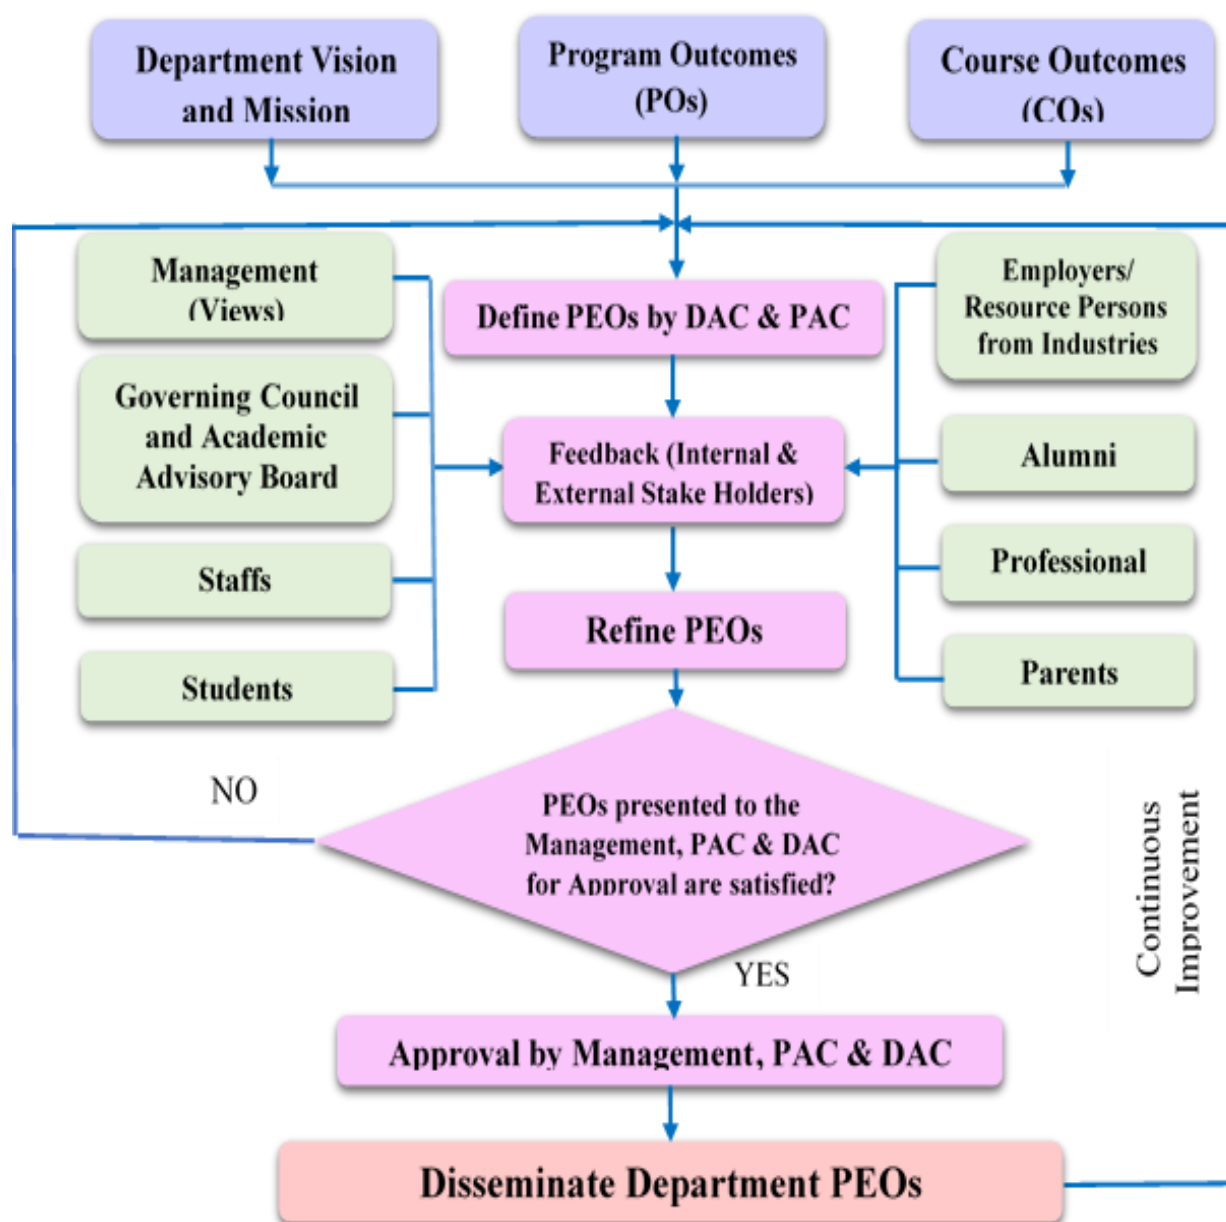 Department Vision
and Mission
Program Outcomes
(POs)
Course Outcomes
(COs)
Management
(Views)
Governing Council
and Academic
Advisory Board
Staffs
Students
Define PEOs by DAC & PAC
Feedback (Internal &
External Stake Holders)
Refine PEOs
Employers/
Resource Persons
from Industries
Alumni
Professional
Parents
NO
PEOs presented to the
Management, PAC & DAC
for Approval are satisfied?
YES
Continuous
Improvement
Approval by Management, PAC & DAC
Disseminate Department PEOs